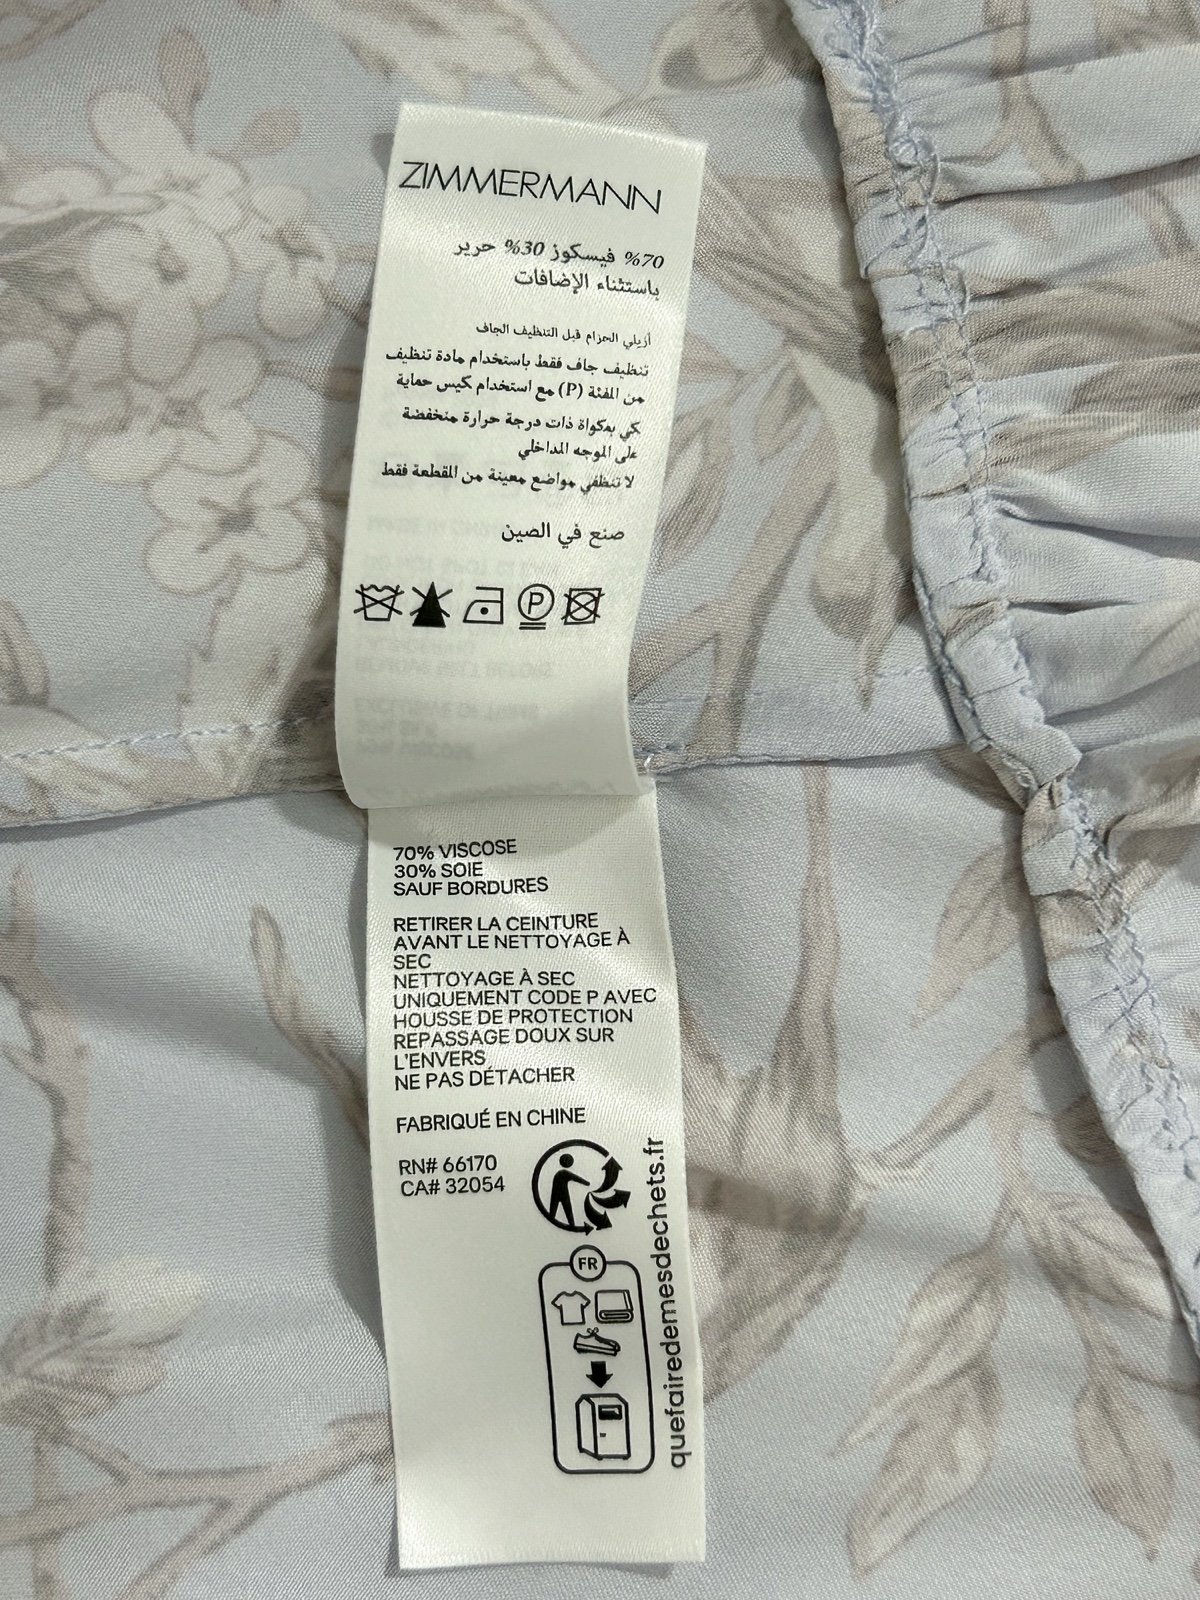 ZIMMERMANN
70% فيسكوز 30% حرير
باستثناء الإضافات
أزيلي الحزام قبل التنظيف الجاف
تنظيف جاف فقط باستخدام مادة تنظيف
من الفئة (P) مع استخدام كيس حماية
كي بمكواة ذات درجة حرارة منخفضة
على الوجه الداخلي
لا تنظفي مواضع معينة من القطعة فقط
صنع في الصين
P
70% VISCOSE
30% SOIE
SAUF BORDURES
RETIRER LA CEINTURE
AVANT LE NETTOYAGE À
SEC
NETTOYAGE À SEC
UNIQUEMENT CODE P AVEC
HOUSSE DE PROTECTION
REPASSAGE DOUX SUR
L'ENVERS
NE PAS DÉTACHER
FABRIQUÉ EN CHINE
RN# 66170
CA# 32054
FR
quefairedemesdechets.fr